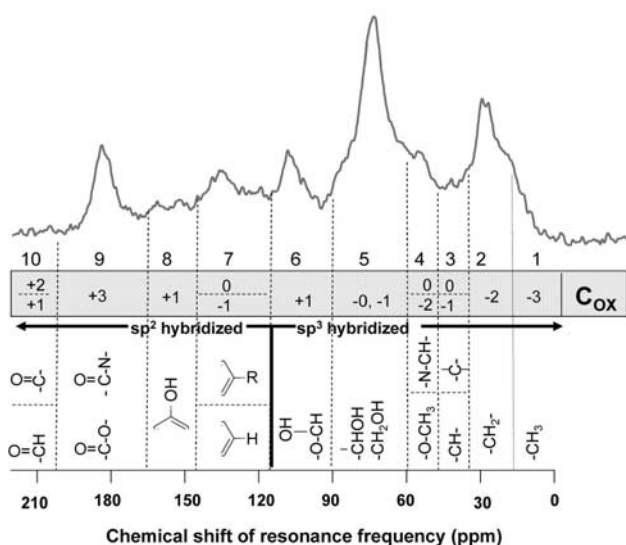 10 9 8 7 6 5 4 3 2 1
+2 +3 +1 0 +1 -0, -1 0 0 -2 -3 C_OX
+1 -1 -2 -1
sp² hybridized sp³ hybridized
O=C- O=C-N- OH R OH -O-CH -CHOH -CH₂OH -N-CH- -C- -CH₂- -CH₃
O=CH O=C-O- H -O-CH₃ -CH-
210 180 150 120 90 60 30 0
Chemical shift of resonance frequency (ppm)